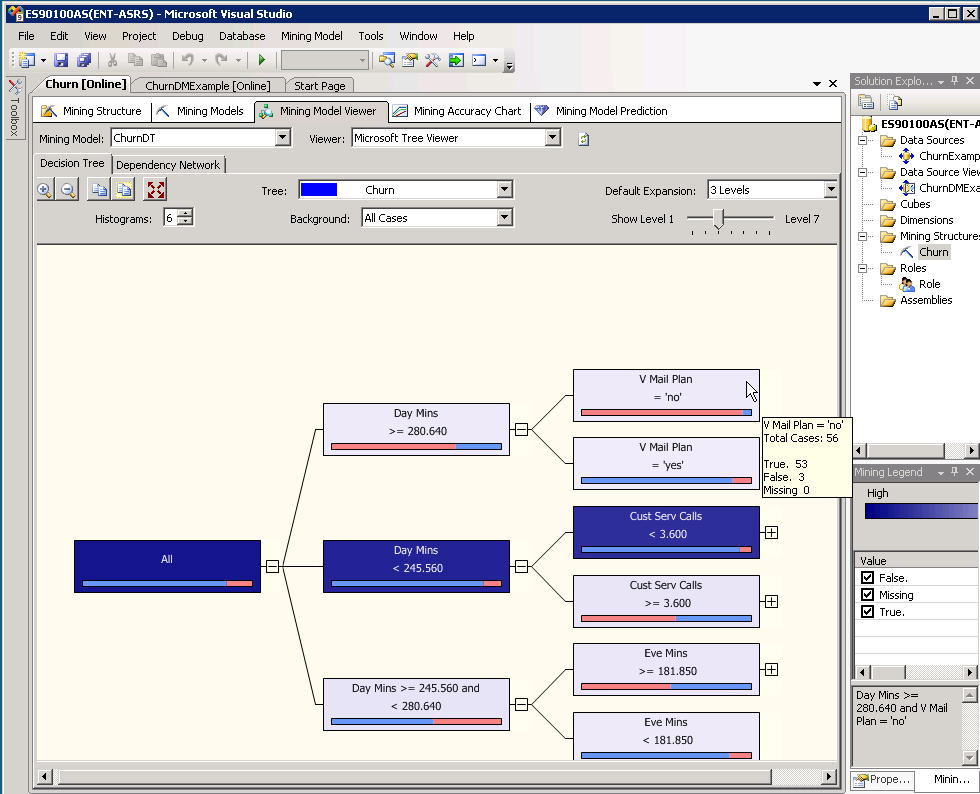 ES90100AS(ENT-ASRS) - Microsoft Visual Studio
File Edit View Project Debug Database Mining Model Tools Window Help
Toolbox
Churn [Online] ChurnDMExample [Online] Start Page
Mining Structure Mining Models Mining Model Viewer Mining Accuracy Chart Mining Model Prediction
Mining Model: ChurnDT Viewer: Microsoft Tree Viewer
Decision Tree Dependency Network
Tree: Churn Default Expansion: 3 Levels
Histograms: 6 Background: All Cases Show Level 1 Level 7
All
Day Mins
>= 280.640
Day Mins
< 245.560
Day Mins >= 245.560 and
< 280.640
V Mail Plan
= 'no'
V Mail Plan
= 'yes'
Cust Serv Calls
< 3.600
Cust Serv Calls
>= 3.600
Eve Mins
>= 181.850
Eve Mins
< 181.850
V Mail Plan = 'no'
Total Cases: 56
True. 53
False. 3
Missing 0
Solution Explo...
ES90100AS(ENT-A
Data Sources
ChurnExamp
Data Source View
ChurnDMExa
Cubes
Dimensions
Mining Structures
Churn
Roles
Role
Assemblies
Mining Legend
High
Value
False.
Missing
True.
Day Mins >=
280.640 and V Mail
Plan = 'no'
Prope... Minin...